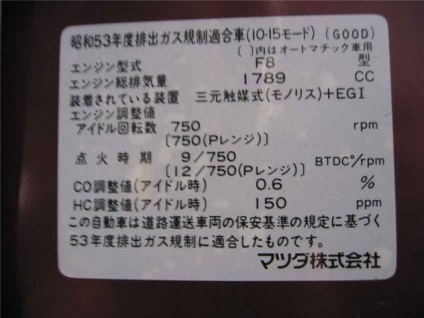 昭和53年度排出ガス規制適合車(10·15モード) (GOOD)
[ ]内はオートマチック車用
エンジン型式 F8 型
エンジン総排気量 1789 CC
装着されている装置 三元触媒式(モノリス)+EGI
エンジン調整値
アイドル回転数 750 rpm
[750(Pレンジ)]
点火時期 9/750 BTDC°/rpm
[12/750(Pレンジ)]
CO調整値(アイドル時) 0.6 %
HC調整値(アイドル時) 150 ppm
この自動車は道路運送車両の保安基準の規定に基づく
53年度排出ガス規制に適合したものです。
マツダ株式会社